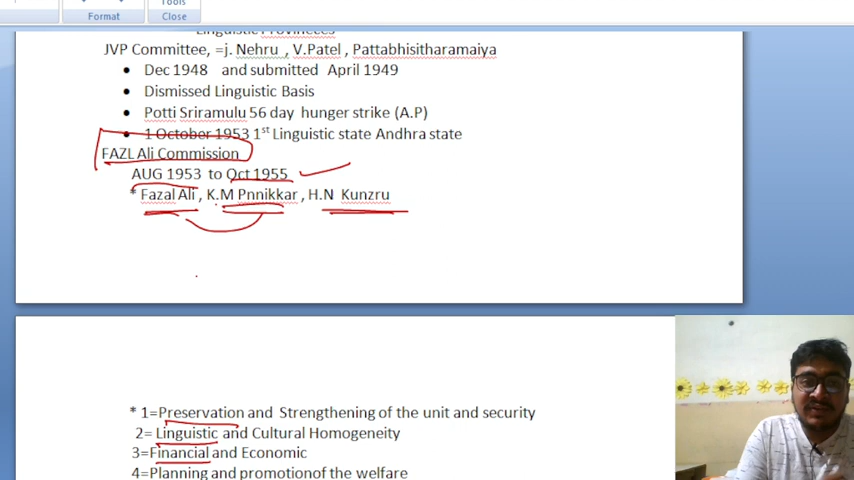 Tools
Format
Close
Linguistic Provineces
JVP Committee, =j. Nehru , V.Patel , Pattabhisitharamaiya
• Dec 1948 and submitted April 1949
• Dismissed Linguistic Basis
• Potti Sriramulu 56 day hunger strike (A.P)
• 1 October 1953 1st Linguistic state Andhra state
FAZL Ali Commission
AUG 1953 to Oct 1955
* Fazal Ali , K.M Pnnikkar , H.N Kunzru
* 1=Preservation and Strengthening of the unit and security
2= Linguistic and Cultural Homogeneity
3=Financial and Economic
4=Planning and promotionof the welfare